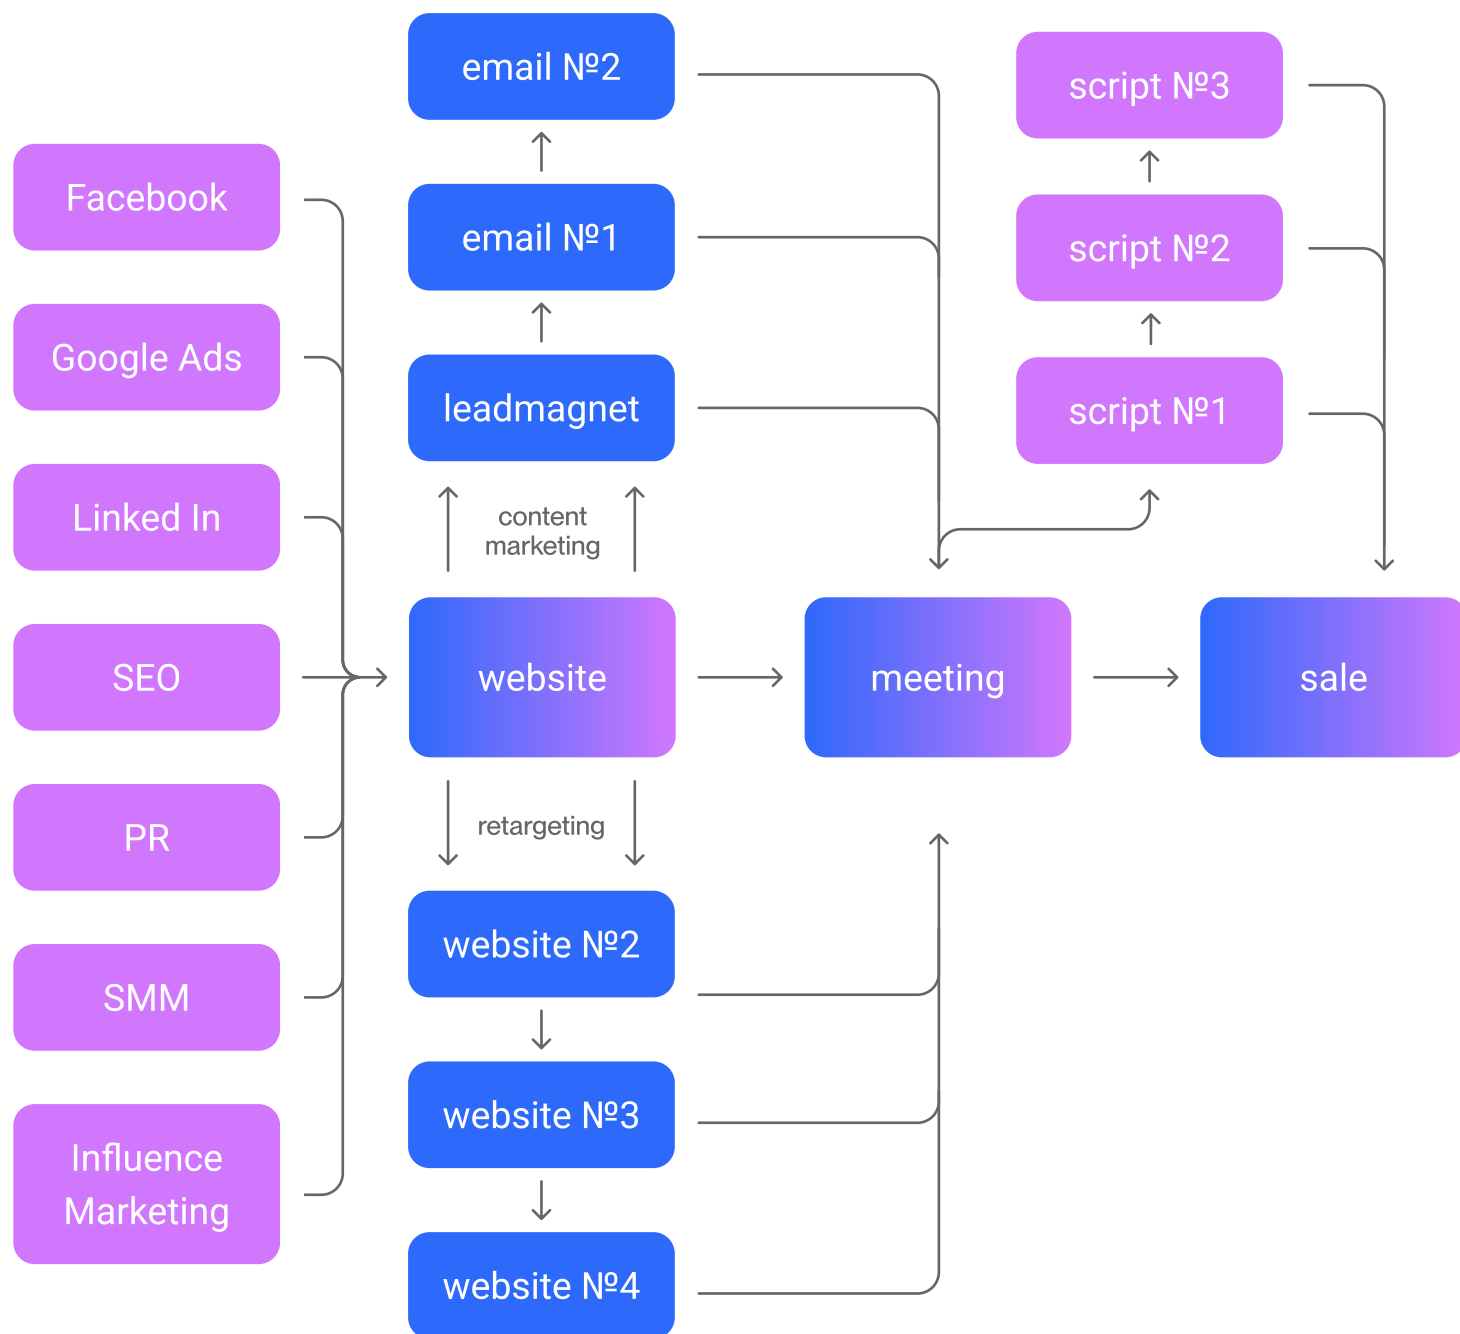 Facebook
Google Ads
Linked In
SEO
PR
SMM
Influence
Marketing
email №2
email №1
leadmagnet
content
marketing
website
retargeting
website №2
website №3
website №4
meeting
script №3
script №2
script №1
sale